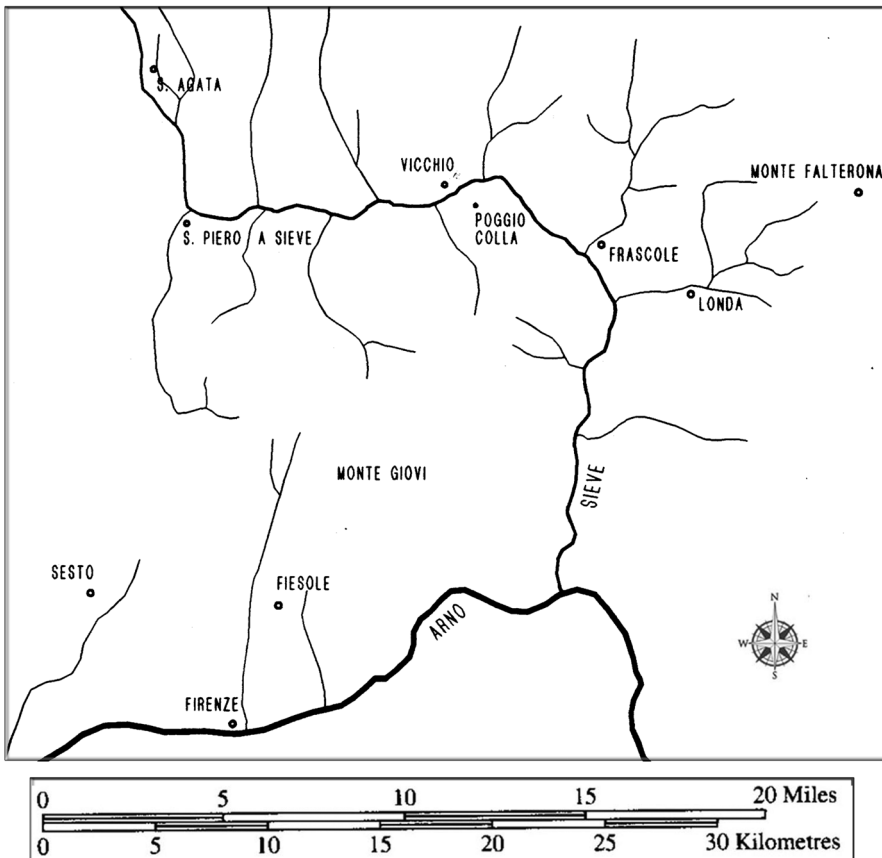 S. AGATA
VICCHIO
MONTE FALTERONA
POGGIO
COLLA
S. PIERO A SIEVE
FRASCOLE
LONDA
MONTE GIOVI
SIEVE
SESTO
FIESOLE
ARNO
N
W E
S
FIRENZE
0 5 10 15 20 Miles
0 5 10 15 20 25 30 Kilometres